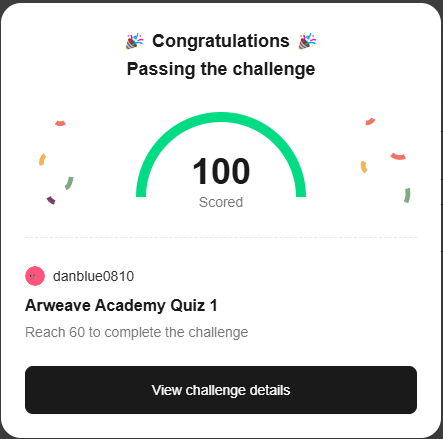 🎉 Congratulations 🎉
Passing the challenge
100
Scored
danblue0810
Arweave Academy Quiz 1
Reach 60 to complete the challenge
View challenge details